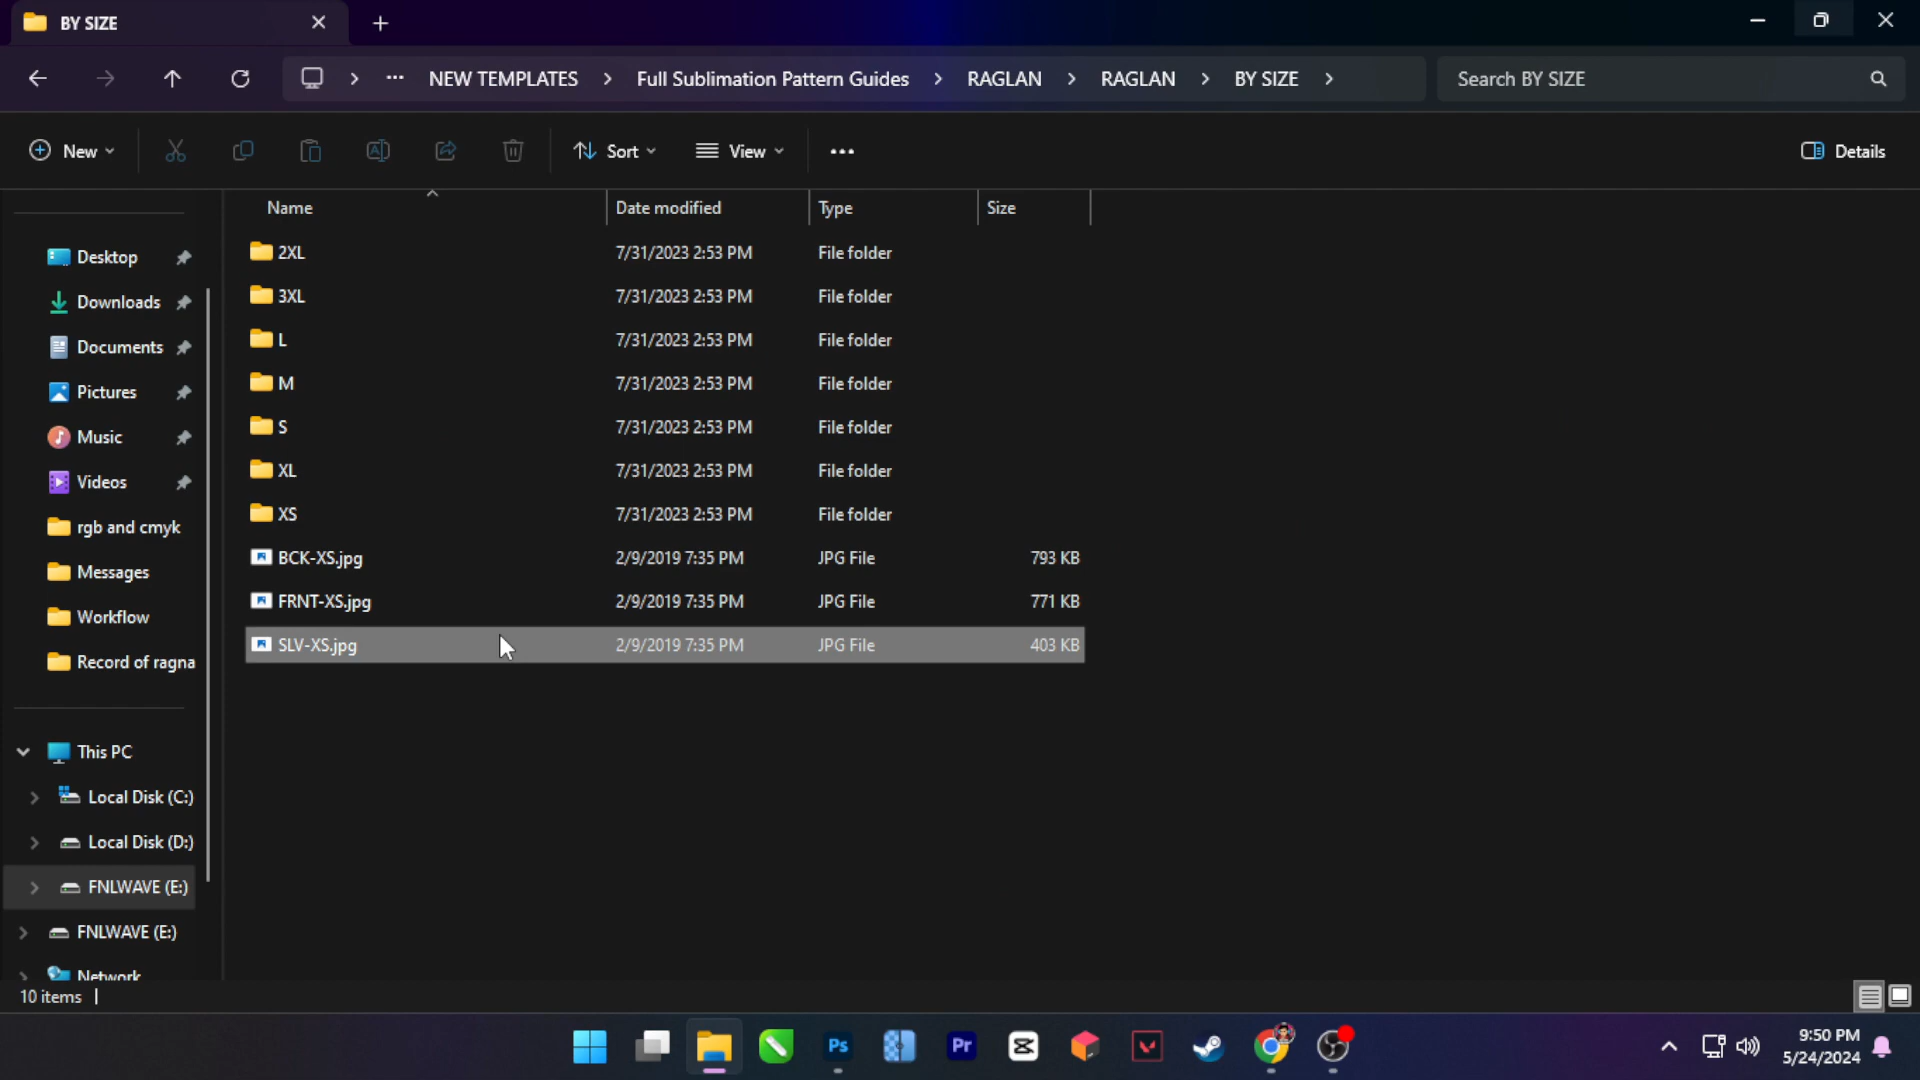 BY SIZE
NEW TEMPLATES > Full Sublimation Pattern Guides > RAGLAN > RAGLAN > BY SIZE >
Search BY SIZE
New
Sort
View
Details
Name Date modified Type Size
2XL 7/31/2023 2:53 PM File folder
3XL 7/31/2023 2:53 PM File folder
L 7/31/2023 2:53 PM File folder
M 7/31/2023 2:53 PM File folder
S 7/31/2023 2:53 PM File folder
XL 7/31/2023 2:53 PM File folder
XS 7/31/2023 2:53 PM File folder
BCK-XS.jpg 2/9/2019 7:35 PM JPG File 793 KB
FRNT-XS.jpg 2/9/2019 7:35 PM JPG File 771 KB
SLV-XS.jpg 2/9/2019 7:35 PM JPG File 403 KB
Desktop
Downloads
Documents
Pictures
Music
Videos
rgb and cmyk
Messages
Workflow
Record of ragna
This PC
Local Disk (C:)
Local Disk (D:)
FNLWAVE (E:)
FNLWAVE (E:)
Network
10 items
Ps
Pr
9:50 PM
5/24/2024